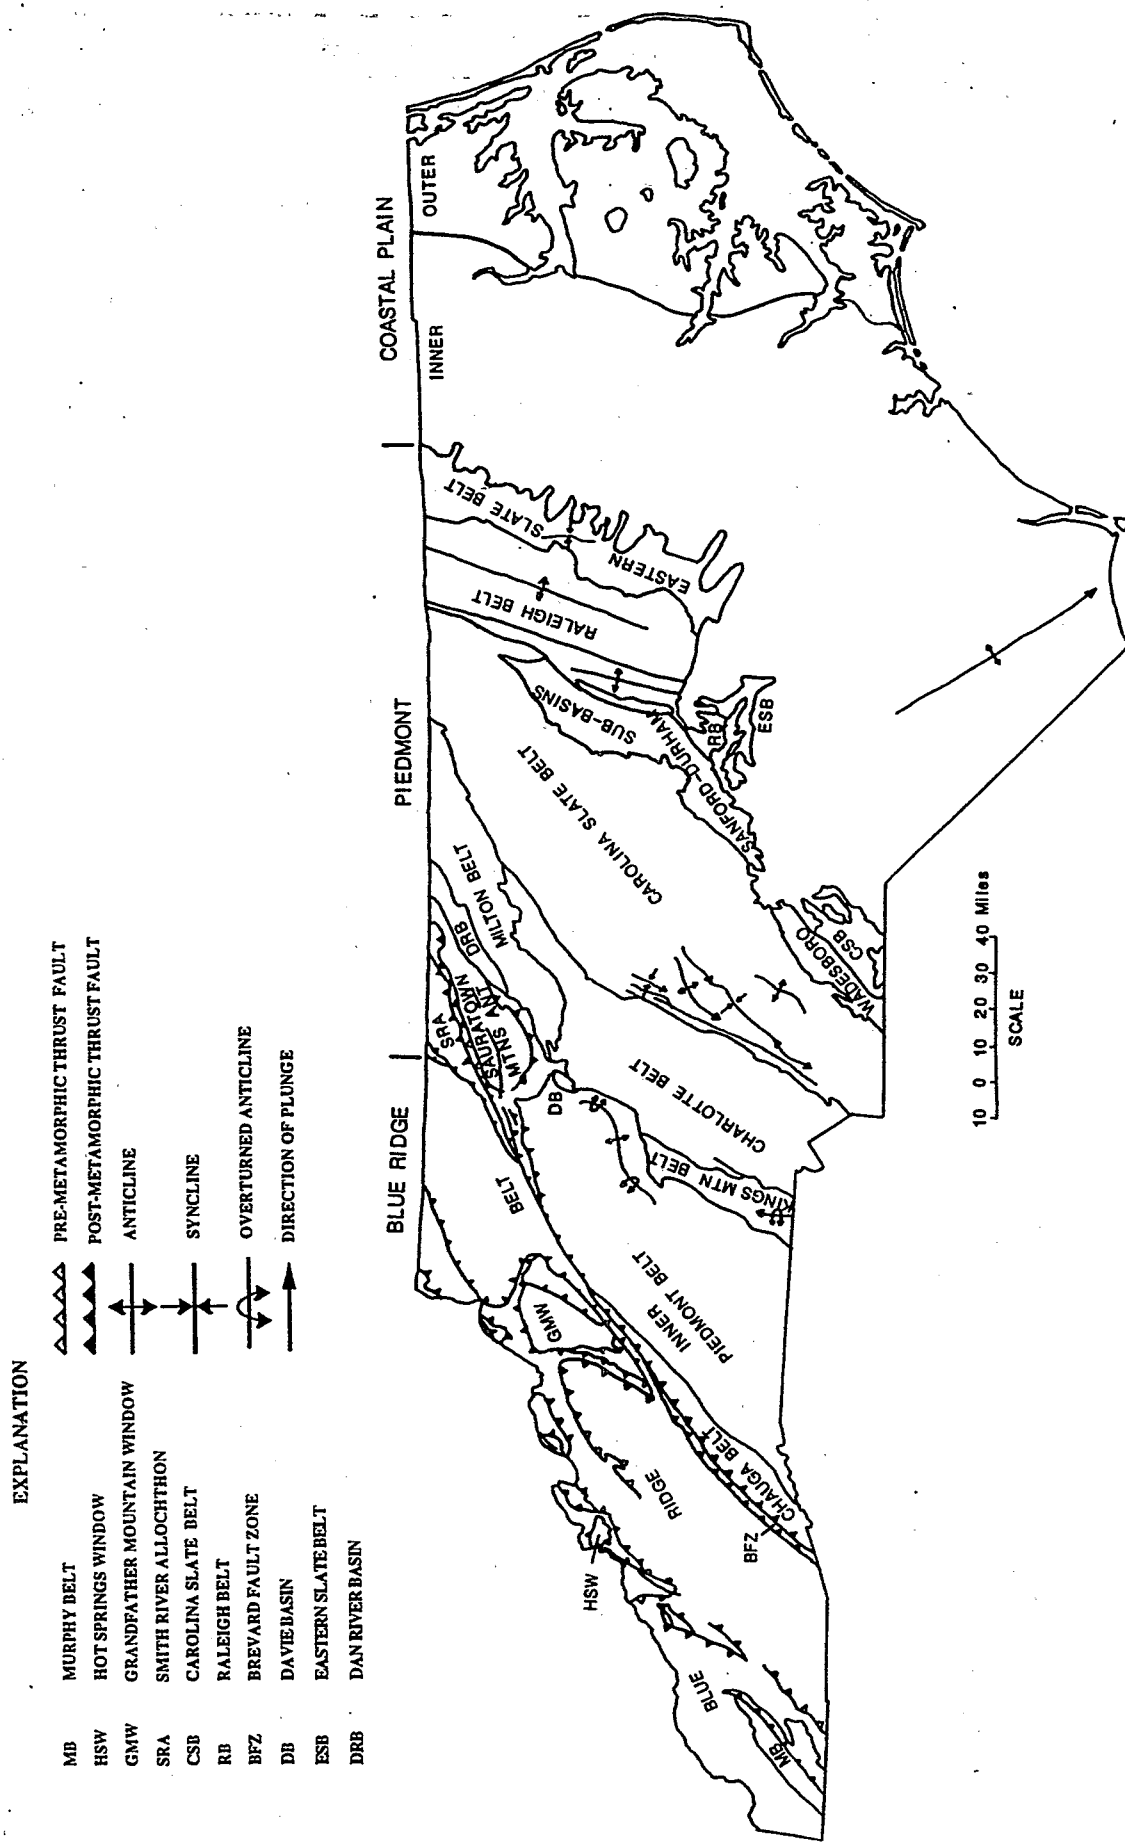 EXPLANATION
MB MURPHY BELT
HSW HOT SPRINGS WINDOW
GMW GRANDFATHER MOUNTAIN WINDOW
SRA SMITH RIVER ALLOCHTHON
CSB CAROLINA SLATE BELT
RB RALEIGH BELT
BFZ BREVARD FAULT ZONE
DB DAVIE BASIN
ESB EASTERN SLATE BELT
DRB DAN RIVER BASIN
PRE-METAMORPHIC THRUST FAULT
POST-METAMORPHIC THRUST FAULT
ANTICLINE
SYNCLINE
OVERTURNED ANTICLINE
DIRECTION OF PLUNGE
BLUE RIDGE
PIEDMONT
COASTAL PLAIN
INNER
OUTER
BLUE
RIDGE
BELT
MB
HSW
GMW
BFZ
CHAUGA BELT
INNER
PIEDMONT BELT
KINGS MTN BELT
CHARLOTTE BELT
DB
SRA
SAURATOWN
MTNS ANT
DRB
MILTON BELT
CAROLINA SLATE BELT
WADESBORO
CSB
SANFORD-DURHAM
SUB-BASINS
RB
ESB
RALEIGH BELT
EASTERN
SLATE BELT
10 0 10 20 30 40 Miles
SCALE